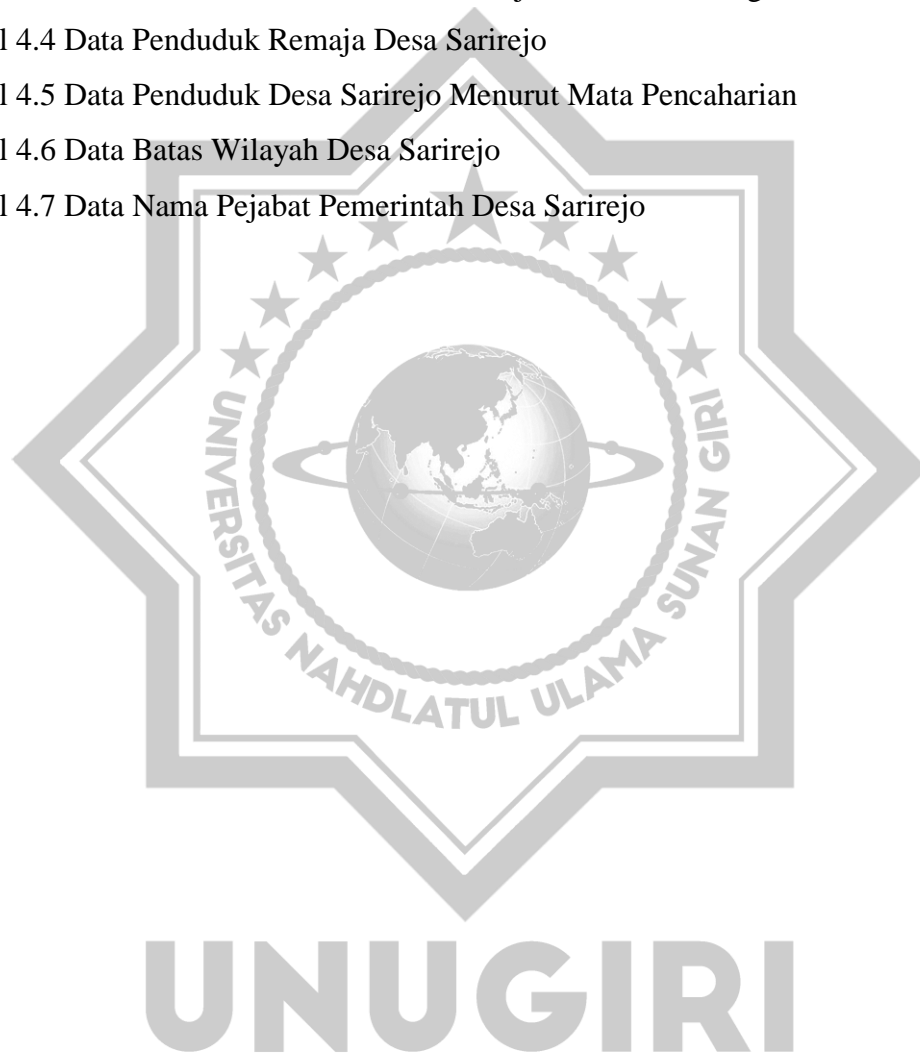 l 4.4 Data Penduduk Remaja Desa Sarirejo
l 4.5 Data Penduduk Desa Sarirejo Menurut Mata Pencaharian
l 4.6 Data Batas Wilayah Desa Sarirejo
l 4.7 Data Nama Pejabat Pemerintah Desa Sarirejo
UNIVERSITAS NAHDLATUL ULAMA SUNAN GIRI
UNUGIRI